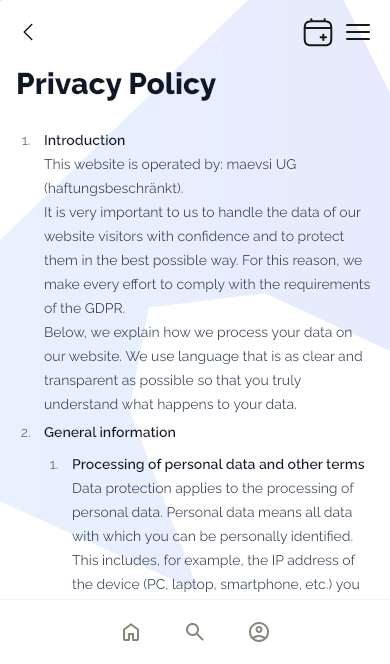 Privacy Policy
1. Introduction
This website is operated by: maevsi UG
(haftungsbeschränkt).
It is very important to us to handle the data of our
website visitors with confidence and to protect
them in the best possible way. For this reason, we
make every effort to comply with the requirements
of the GDPR.
Below, we explain how we process your data on
our website. We use language that is as clear and
transparent as possible so that you truly
understand what happens to your data.
2. General information
1. Processing of personal data and other terms
Data protection applies to the processing of
personal data. Personal data means all data
with which you can be personally identified.
This includes, for example, the IP address of
the device (PC, laptop, smartphone, etc.) you